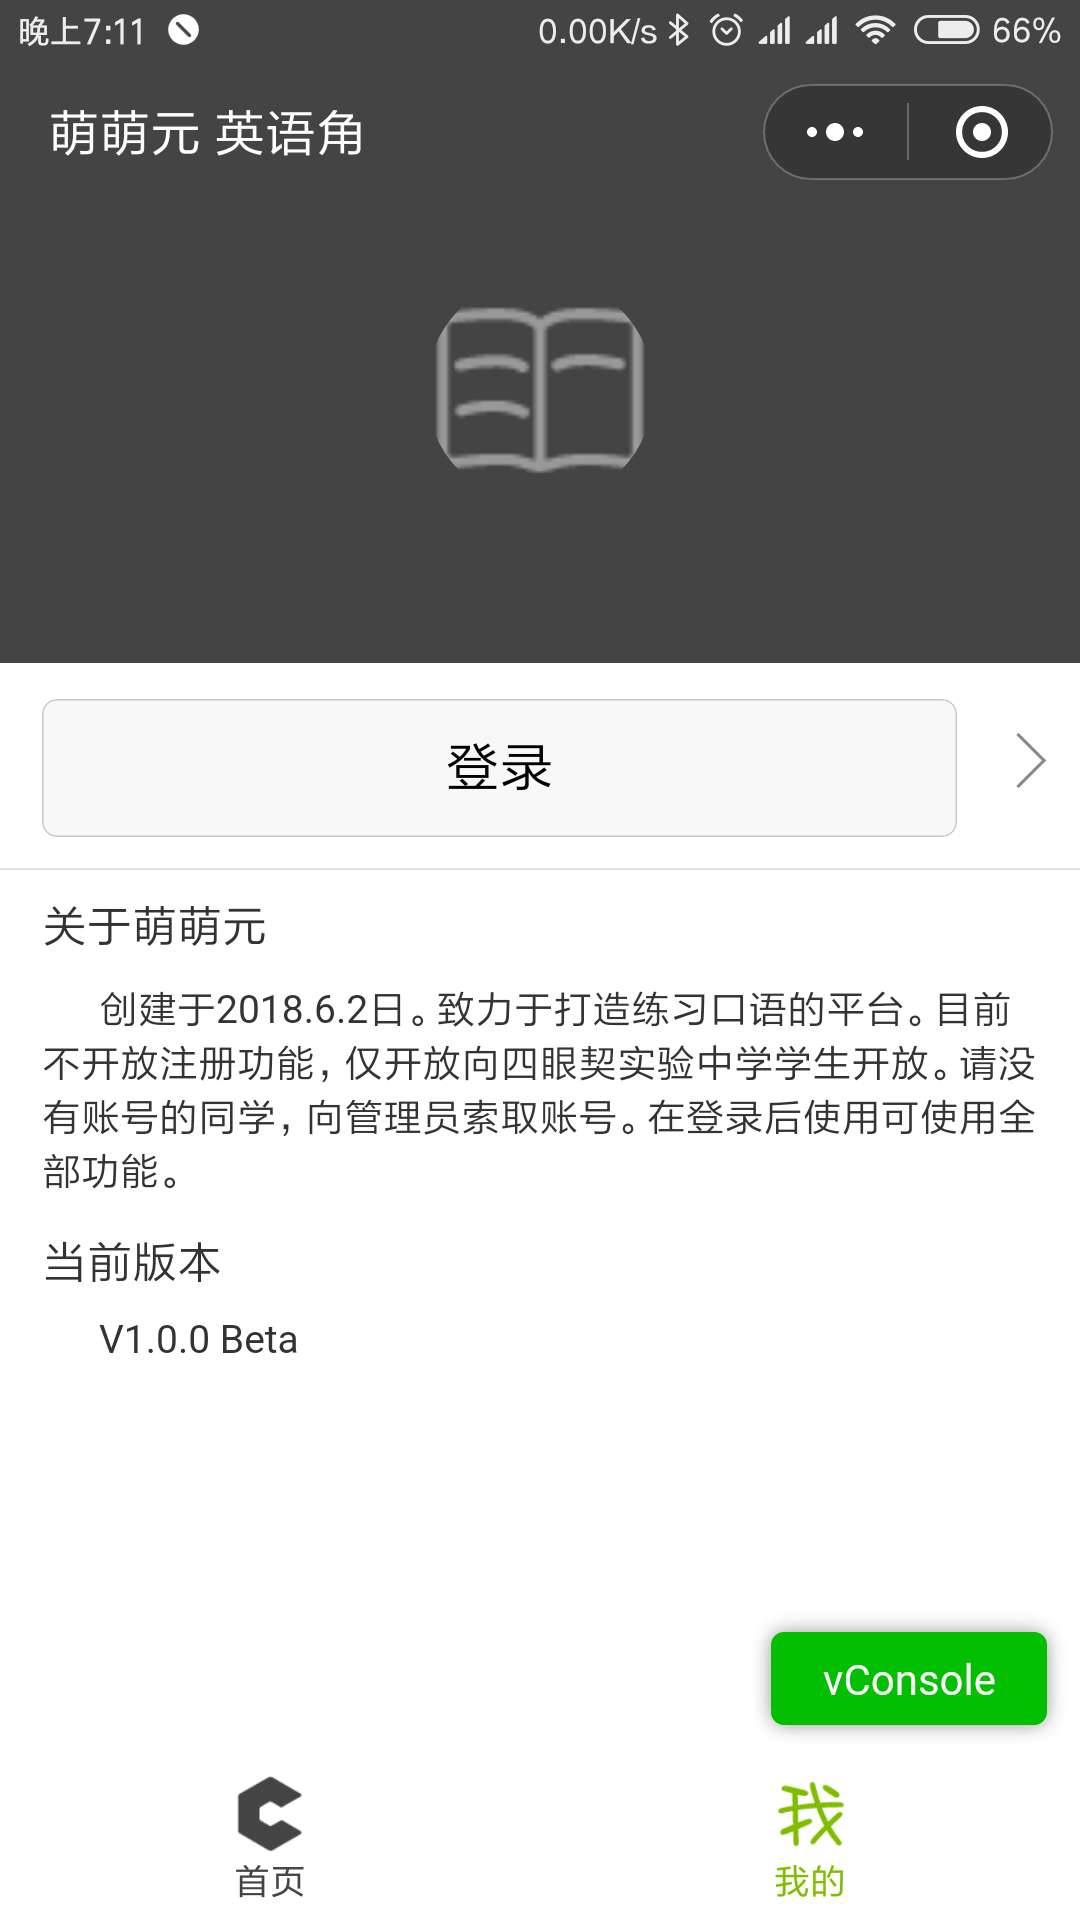 晚上7:11 0.00K/s 66%
萌萌元 英语角
登录
关于萌萌元
创建于2018.6.2日。致力于打造练习口语的平台。目前
不开放注册功能，仅开放向四眼契实验中学学生开放。请没
有账号的同学，向管理员索取账号。在登录后使用可使用全
部功能。
当前版本
V1.0.0 Beta
vConsole
我
首页 我的